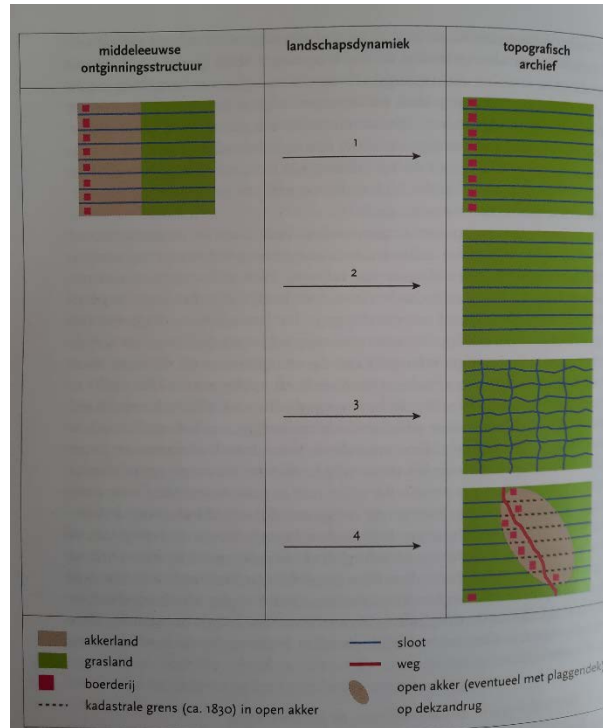 middeleeuwse
ontginningsstructuur
landschapsdynamiek
topografisch
archief
1
2
3
4
akkerland
grasland
boerderij
kadastrale grens (ca. 1830) in open akker
sloot
weg
open akker (eventueel met plaggendek)
op dekzandrug